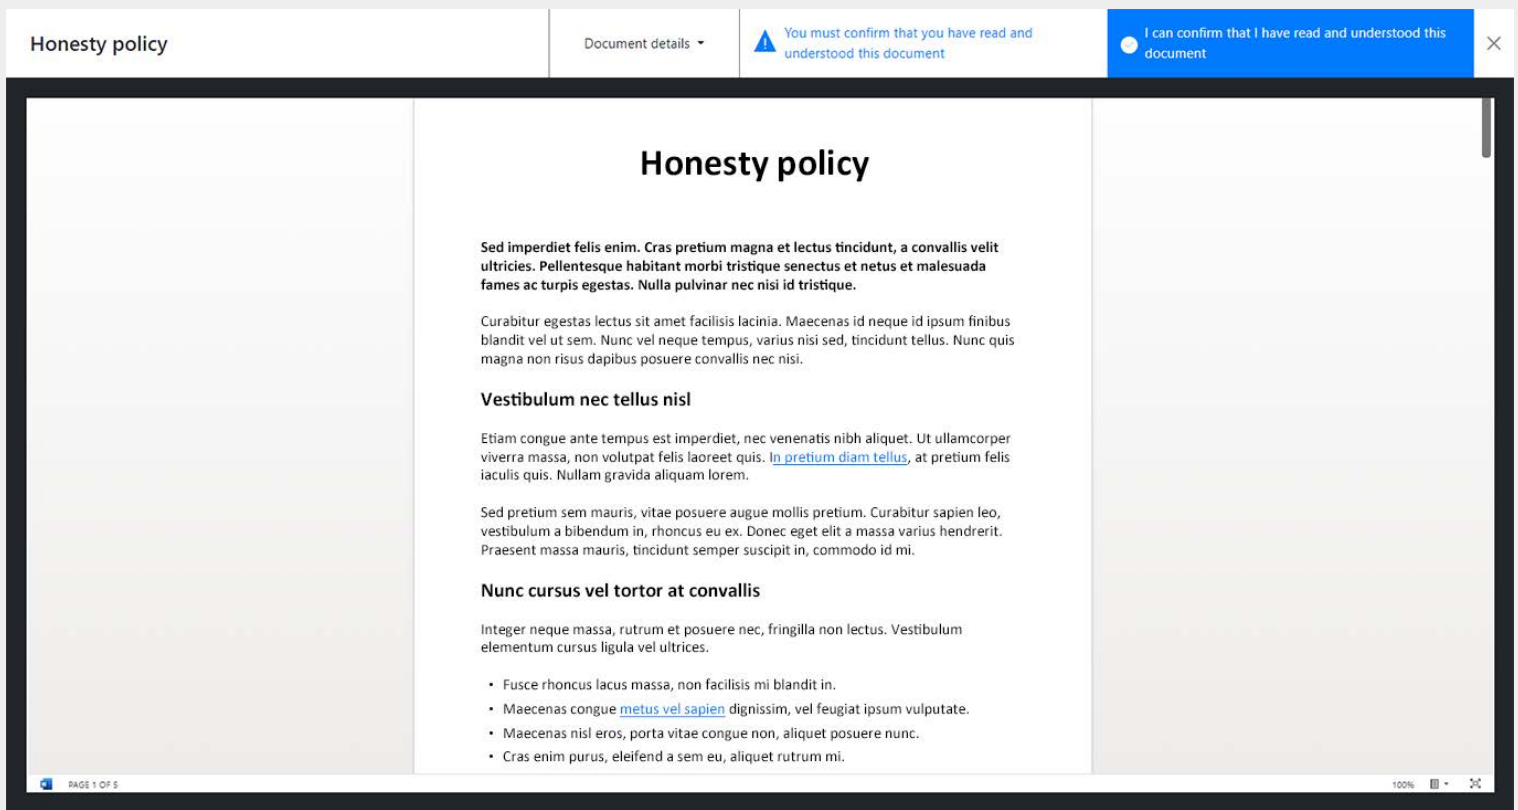 Honesty policy
Document details
You must confirm that you have read and
understood this document
I can confirm that I have read and understood this
document
Honesty policy
Sed imperdiet felis enim. Cras pretium magna et lectus tincidunt, a convallis velit
ultricies. Pellentesque habitant morbi tristique senectus et netus et malesuada
fames ac turpis egestas. Nulla pulvinar nec nisi id tristique.
Curabitur egestas lectus sit amet facilisis lacinia. Maecenas id neque id ipsum finibus
blandit vel ut sem. Nunc vel neque tempus, varius nisi sed, tincidunt tellus. Nunc quis
magna non risus dapibus posuere convallis nec nisi.
Vestibulum nec tellus nisl
Etiam congue ante tempus est imperdiet, nec venenatis nibh aliquet. Ut ullamcorper
viverra massa, non volutpat felis laoreet quis. In pretium diam tellus, at pretium felis
iaculis quis. Nullam gravida aliquam lorem.
Sed pretium sem mauris, vitae posuere augue mollis pretium. Curabitur sapien leo,
vestibulum a bibendum in, rhoncus eu ex. Donec eget elit a massa varius hendrerit.
Praesent massa mauris, tincidunt semper suscipit in, commodo id mi.
Nunc cursus vel tortor at convallis
Integer neque massa, rutrum et posuere nec, fringilla non lectus. Vestibulum
elementum cursus ligula vel ultrices.
• Fusce rhoncus lacus massa, non facilisis mi blandit in.
• Maecenas congue metus vel sapien dignissim, vel feugiat ipsum vulputate.
• Maecenas nisl eros, porta vitae congue non, aliquet posuere nunc.
• Cras enim purus, eleifend a sem eu, aliquet rutrum mi.
PAGE 1 OF 5
100%